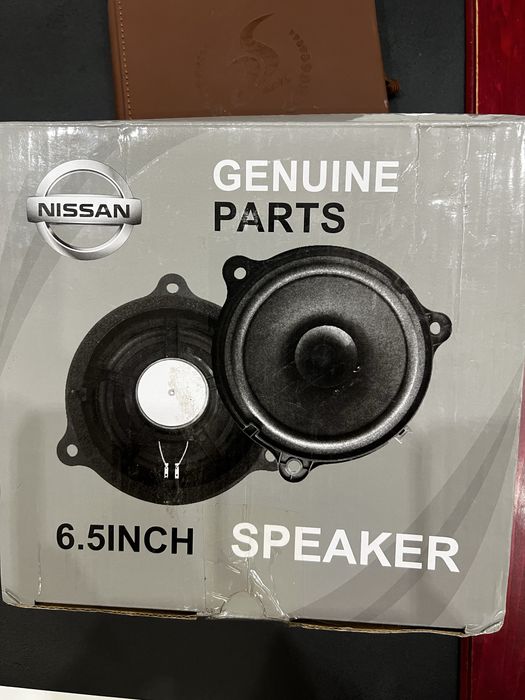 GENUINE
PARTS
NISSAN
6.5INCH SPEAKER